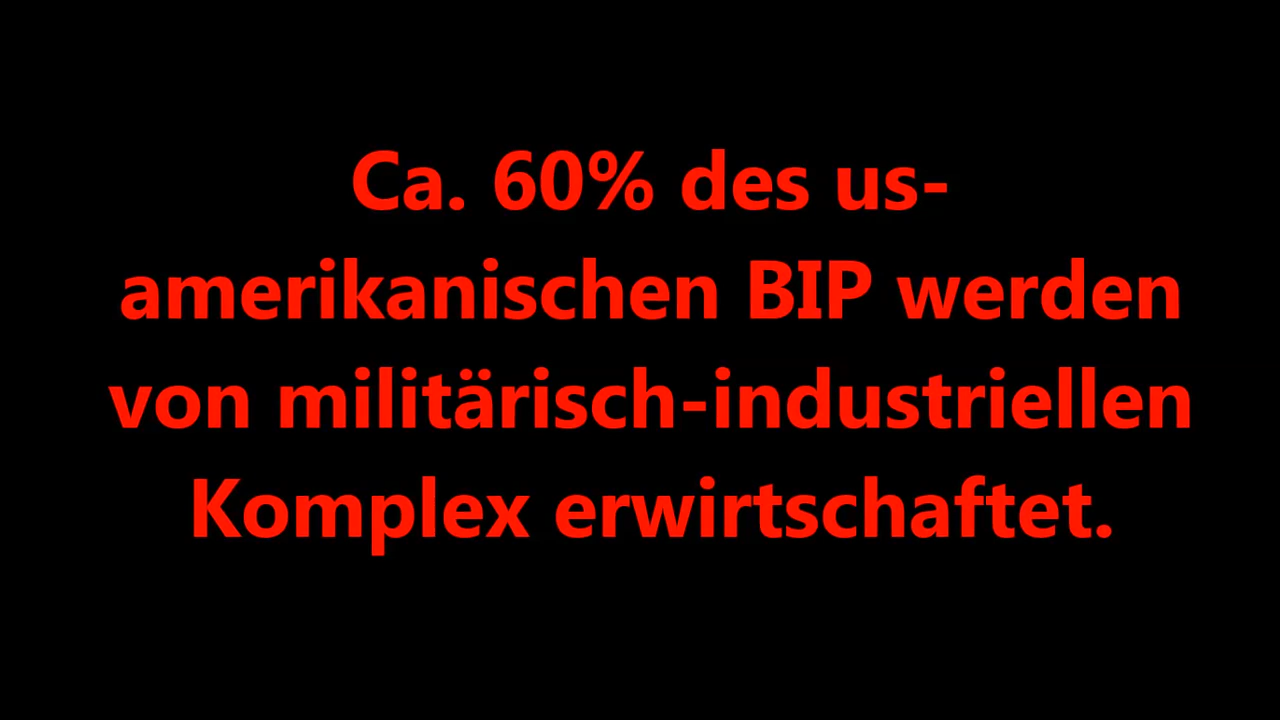 Ca. 60% des us-
amerikanischen BIP werden
von militärisch-industriellen
Komplex erwirtschaftet.